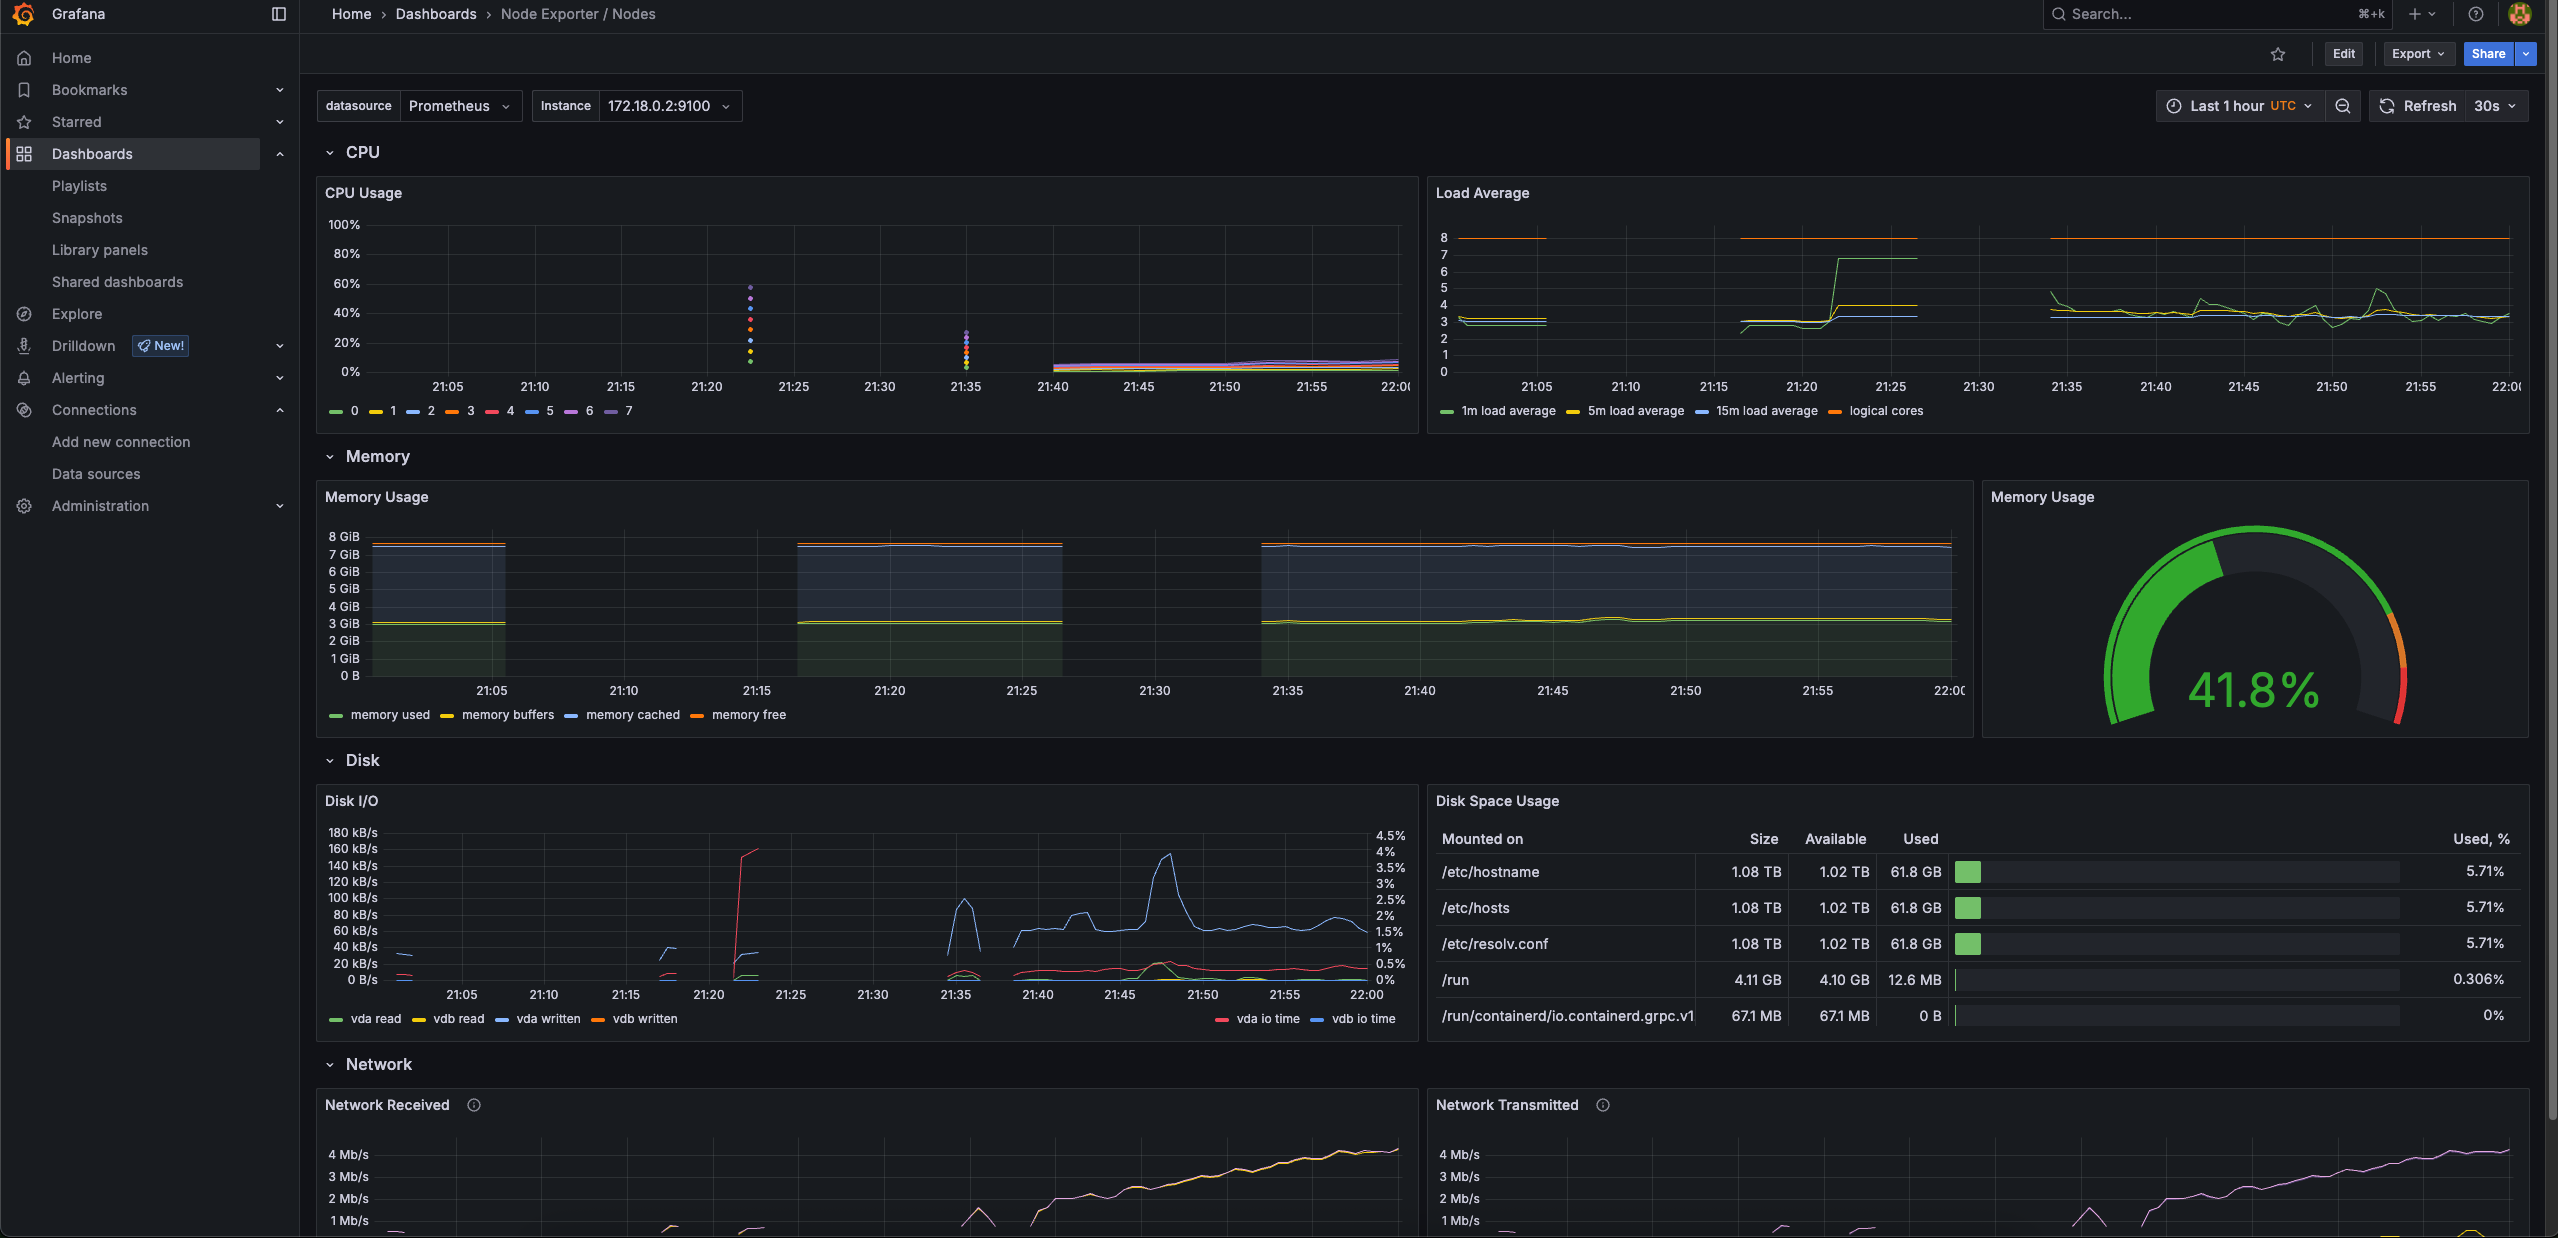 Grafana
Home › Dashboards › Node Exporter / Nodes
Search...
⌘+k
Edit
Export
Share
Home
Bookmarks
Starred
Dashboards
Playlists
Snapshots
Library panels
Shared dashboards
Explore
Drilldown
New!
Alerting
Connections
Add new connection
Data sources
Administration
datasource
Prometheus
Instance
172.18.0.2:9100
Last 1 hour UTC
Refresh
30s
CPU
CPU Usage
100%
80%
60%
40%
20%
0%
21:05 21:10 21:15 21:20 21:25 21:30 21:35 21:40 21:45 21:50 21:55 22:00
0 1 2 3 4 5 6 7
Load Average
8
7
6
5
4
3
2
1
0
21:05 21:10 21:15 21:20 21:25 21:30 21:35 21:40 21:45 21:50 21:55 22:00
1m load average 5m load average 15m load average logical cores
Memory
Memory Usage
8 GiB
7 GiB
6 GiB
5 GiB
4 GiB
3 GiB
2 GiB
1 GiB
0 B
21:05 21:10 21:15 21:20 21:25 21:30 21:35 21:40 21:45 21:50 21:55 22:00
memory used memory buffers memory cached memory free
Memory Usage
41.8%
Disk
Disk I/O
180 kB/s
160 kB/s
140 kB/s
120 kB/s
100 kB/s
80 kB/s
60 kB/s
40 kB/s
20 kB/s
0 B/s
4.5%
4%
3.5%
3%
2.5%
2%
1.5%
1%
0.5%
0%
21:05 21:10 21:15 21:20 21:25 21:30 21:35 21:40 21:45 21:50 21:55 22:00
vda read vdb read vda written vdb written vda io time vdb io time
Disk Space Usage
Mounted on Size Available Used Used, %
/etc/hostname 1.08 TB 1.02 TB 61.8 GB 5.71%
/etc/hosts 1.08 TB 1.02 TB 61.8 GB 5.71%
/etc/resolv.conf 1.08 TB 1.02 TB 61.8 GB 5.71%
/run 4.11 GB 4.10 GB 12.6 MB 0.306%
/run/containerd/io.containerd.grpc.v1 67.1 MB 67.1 MB 0 B 0%
Network
Network Received
4 Mb/s
3 Mb/s
2 Mb/s
1 Mb/s
Network Transmitted
4 Mb/s
3 Mb/s
2 Mb/s
1 Mb/s